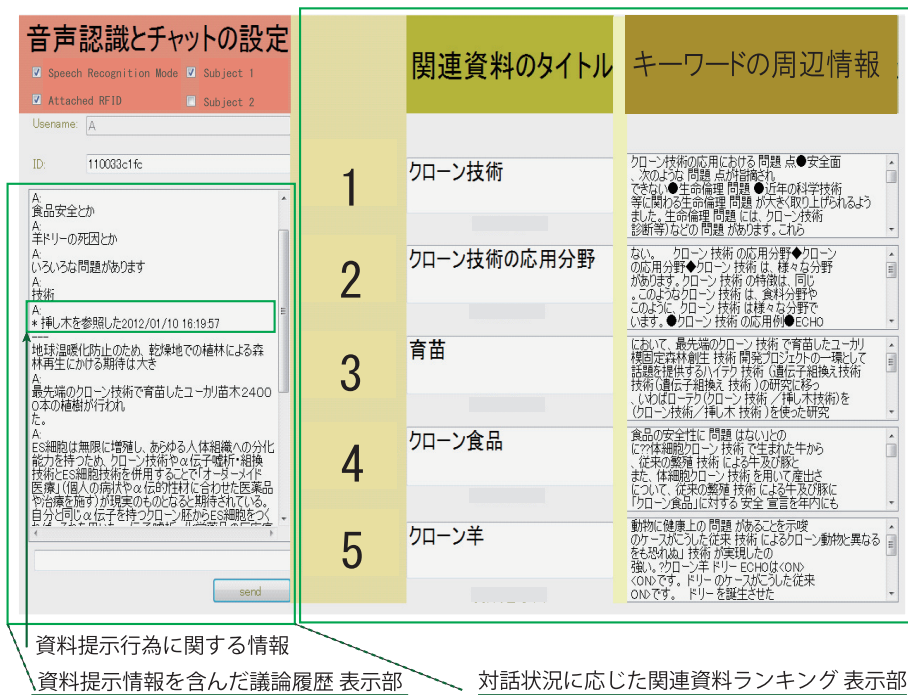 音声認識とチャットの設定
Speech Recognition Mode Subject 1
Attached RFID Subject 2
Usename: A
ID: 110033c1fc
A:
食品安全とか
A:
羊ドリーの死因とか
A:
いろいろな問題があります
A:
技術
A:
* 挿し木を参照した2012/01/10 16:19:57
---
地球温暖化防止のため、乾燥地での植林による森
林再生にかける期待は大き
A:
最先端のクローン技術で育苗したユーカリ苗木2400
0本の植樹が行われ
た。
A:
ES細胞は無限に増殖し、あらゆる人体組織への分化
能力を持つため、クローン技術やα伝子嚧析・組換
技術とES細胞技術を併用することで「オーダーメイド
医療」(個人の病状やα伝的性材に合わせた医薬品
や治療を施す)が現実のものとなると期待されている。
自分と同じα伝子を持つクローン胚からES細胞をつく
send
関連資料のタイトル
キーワードの周辺情報
1
クローン技術
クローン技術の応用における 問題 点●安全面
、次のような 問題 点が指摘され
できない●生命倫理 問題 ●近年の科学技術
等に関わる生命倫理 問題 が大きく取り上げられるよう
ました。生命倫理 問題 には、クローン技術
診断等)などの 問題 があります。これら
2
クローン技術の応用分野
ない。 クローン 技術 の応用分野◆クローン
の応用分野◆クローン 技術 は、様々な分野
があります。クローン 技術 の特徴は、同じ
。このようなクローン 技術 は、食料分野や
このように、クローン 技術 は様々な分野で
います。●クローン 技術 の応用例●ECHO
3
育苗
において、最先端のクローン 技術 で育苗したユーカリ
模固定森林創生 技術 開発プロジェクトの一環として
話題を提供するハイテク 技術 (遺伝子組換え技術
技術(遺伝子組換え 技術 )の研究に移っ
、いわばローテク(クローン 技術 /挿し木技術)を
(クローン技術/挿し木 技術 )を使った研究
4
クローン食品
食品の安全性に 問題 はない」との
に??体細胞クローン 技術 で生まれた牛から
、従来の繁殖 技術 による牛及び豚と
また、体細胞クローン 技術 を用いて産出さ
について、従来の繁殖 技術 による牛及び豚に
「クローン食品」に対する 安全 宣言を年内にも
5
クローン羊
動物に健康上の 問題 があることを示唆
のケースがこうした従来 技術 によるクローン動物と異なる
をも恐れぬ」 技術 が実現したの
強い。?クローン羊 ドリー ECHOは<ON>
<ON>です。ドリーのケースがこうした従来
ON>です。 ドリーを誕生させた
資料提示行為に関する情報
資料提示情報を含んだ議論履歴 表示部
対話状況に応じた関連資料ランキング 表示部